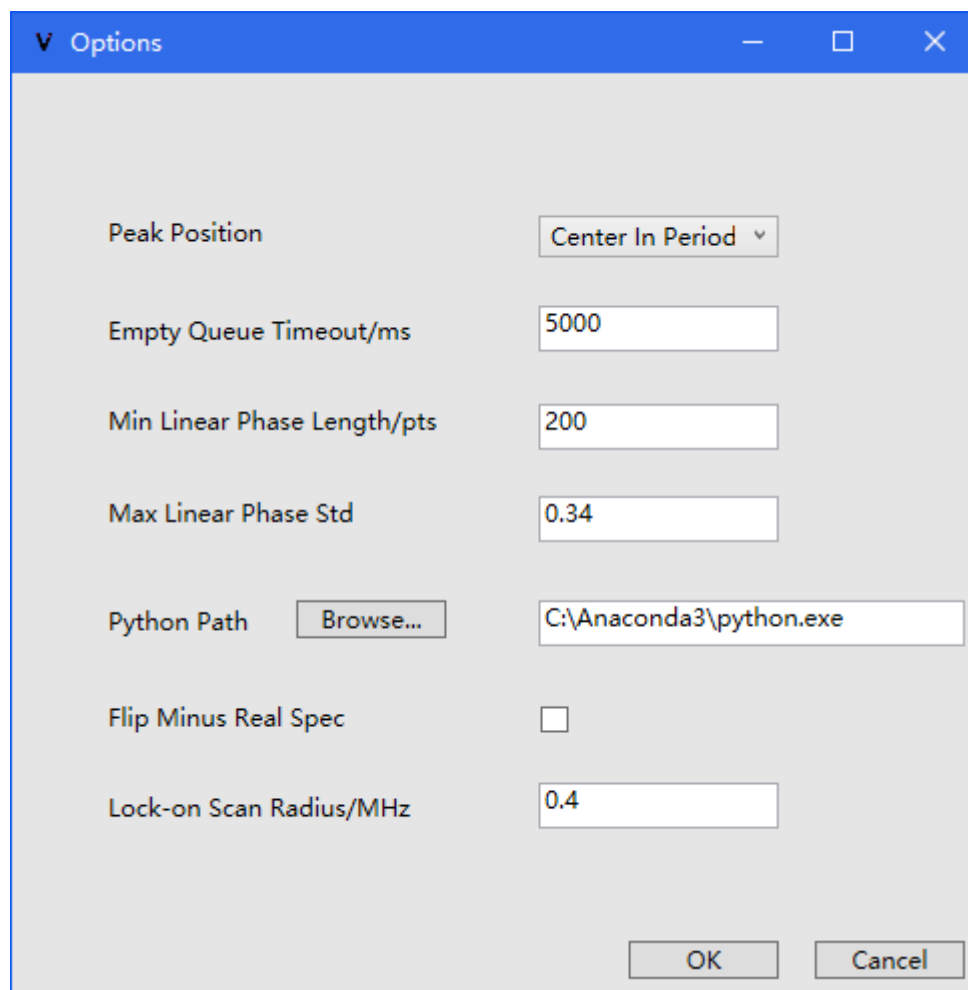 V Options
Peak Position Center In Period
Empty Queue Timeout/ms 5000
Min Linear Phase Length/pts 200
Max Linear Phase Std 0.34
Python Path Browse... C:\Anaconda3\python.exe
Flip Minus Real Spec
Lock-on Scan Radius/MHz 0.4
OK Cancel